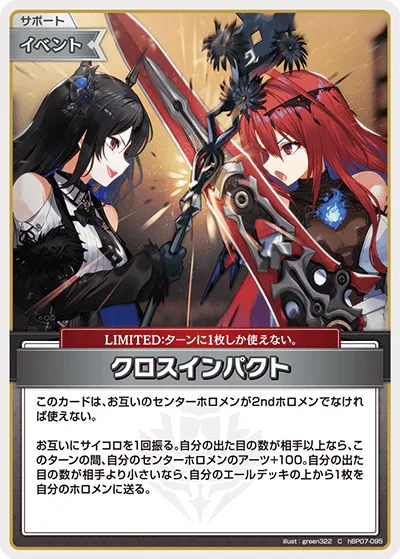 サポート
イベント
LIMITED:ターンに1枚しか使えない。
クロスインパクト
このカードは、お互いのセンターホロメンが2ndホロメンでなけれ
ば使えない。
お互いにサイコロを1回振る。自分の出た目の数が相手以上なら、こ
のターンの間、自分のセンターホロメンのアーツ+100。自分の出た
目の数が相手より小さいなら、自分のエールデッキの上から1枚を
自分のホロメンに送る。
illust : green322 C hBP07-095